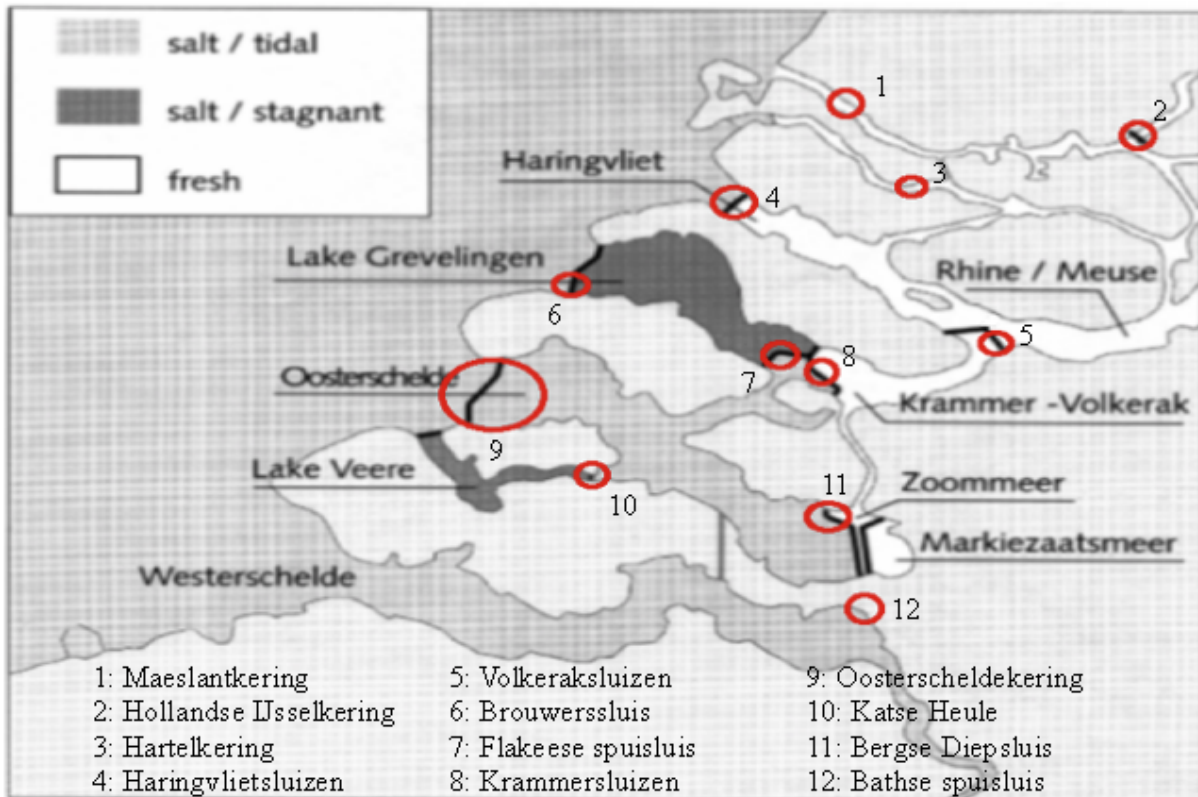 salt / tidal
salt / stagnant
fresh
1
2
Haringvliet
3
4
Lake Grevelingen
Rhine / Meuse
6
5
7
8
Oosterschelde
Krammer -Volkerak
9
Lake Veere
10
11
Zoommeer
Markiezaatsmeer
Westerschelde
12
1: Maeslantkering
2: Hollandse IJsselkering
3: Hartelkering
4: Haringvlietsluizen
5: Volkeraksluizen
6: Brouwerssluis
7: Flakeese spuisluis
8: Krammersluizen
9: Oosterscheldekering
10: Katse Heule
11: Bergse Diepsluis
12: Bathse spuisluis